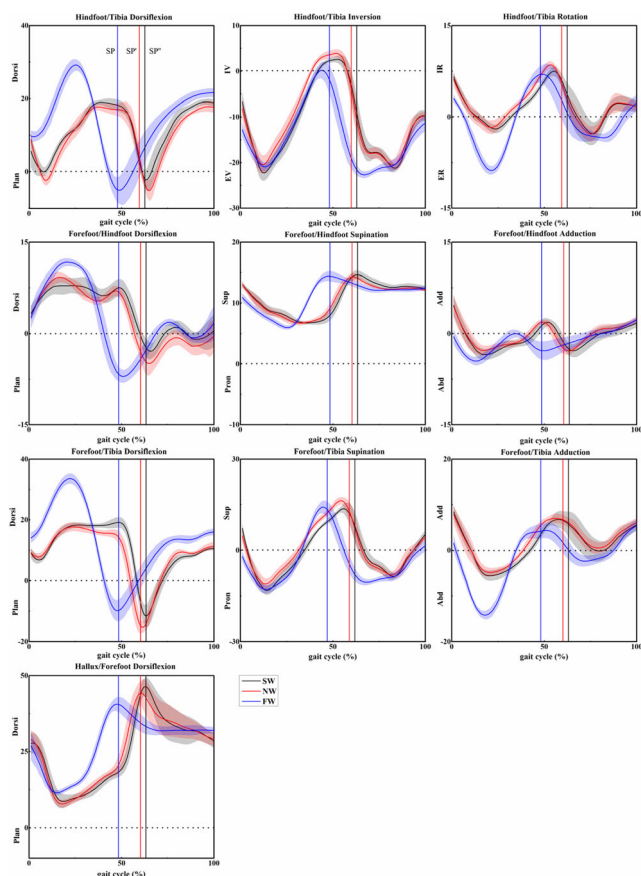 Hindfoot/Tibia Dorsiflexion
40
SP SP' SP''
Dorsi
20
0
Plan
0 50 100
gait cycle (%)
Hindfoot/Tibia Inversion
10
IV
0
-10
-20
EV
-30
0 50 100
gait cycle (%)
Hindfoot/Tibia Rotation
IR
0
ER
0 50 100
gait cycle (%)
Forefoot/Hindfoot Dorsiflexion
15
Dorsi
0
Plan
-15
0 50 100
gait cycle (%)
Forefoot/Hindfoot Supination
20
Sup
10
0
Pron
-10
0 50 100
gait cycle (%)
Forefoot/Hindfoot Adduction
15
Add
0
Abd
-15
0 50 100
gait cycle (%)
Forefoot/Tibia Dorsiflexion
40
Dorsi
20
0
Plan
-20
0 50 100
gait cycle (%)
Forefoot/Tibia Supination
30
Sup
0
Pron
-30
0 50 100
gait cycle (%)
Forefoot/Tibia Adduction
20
Add
0
Abd
-20
0 50 100
gait cycle (%)
Hallux/Forefoot Dorsiflexion
50
Dorsi
25
0
Plan
0 50 100
gait cycle (%)
SW
NW
FW